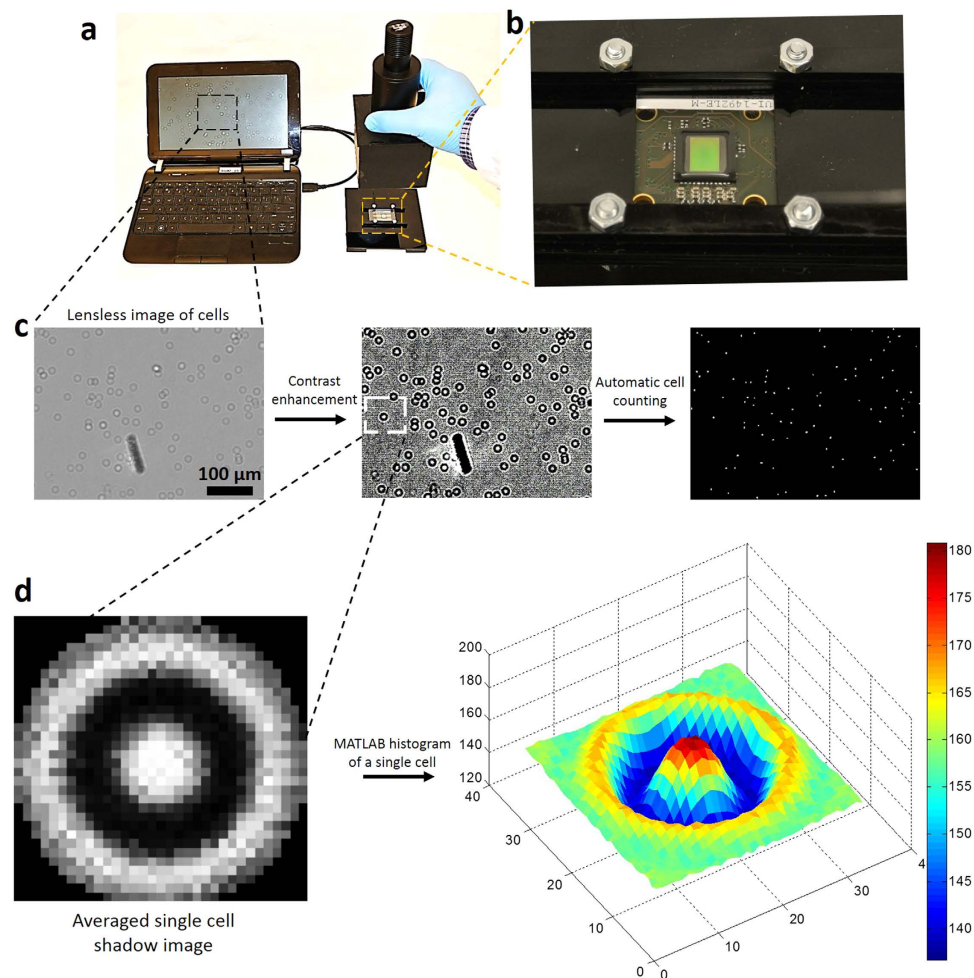 a
b
UI-1492LE-M
c
Lensless image of cells
Contrast
enhancement
Automatic cell
counting
100 μm
d
Averaged single cell
shadow image
MATLAB histogram
of a single cell
200
180
160
140
120
40
30
20
10
0
0
10
20
30
4
180
175
170
165
160
155
150
145
140